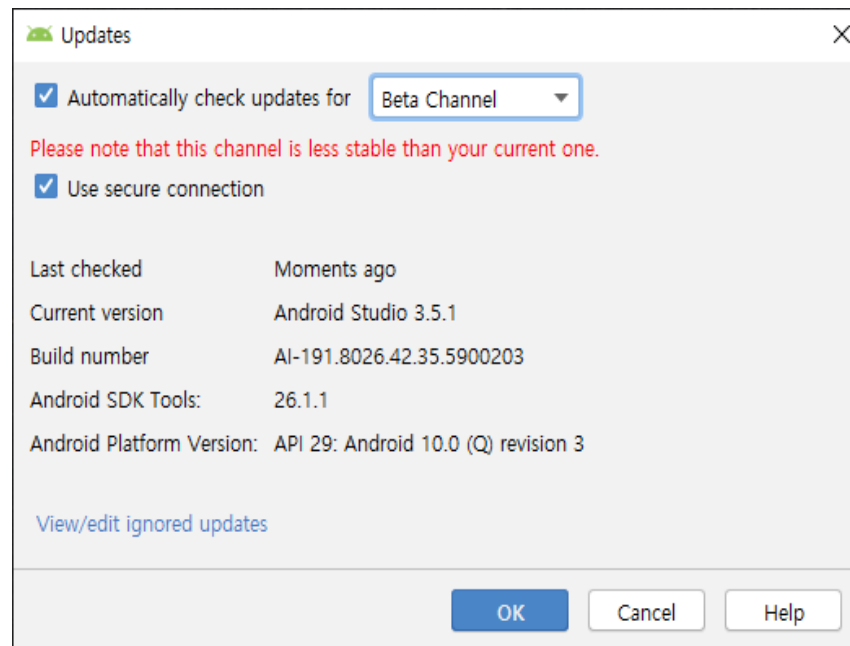 Updates
Automatically check updates for Beta Channel
Please note that this channel is less stable than your current one.
Use secure connection
Last checked Moments ago
Current version Android Studio 3.5.1
Build number AI-191.8026.42.35.5900203
Android SDK Tools: 26.1.1
Android Platform Version: API 29: Android 10.0 (Q) revision 3
View/edit ignored updates
OK Cancel Help